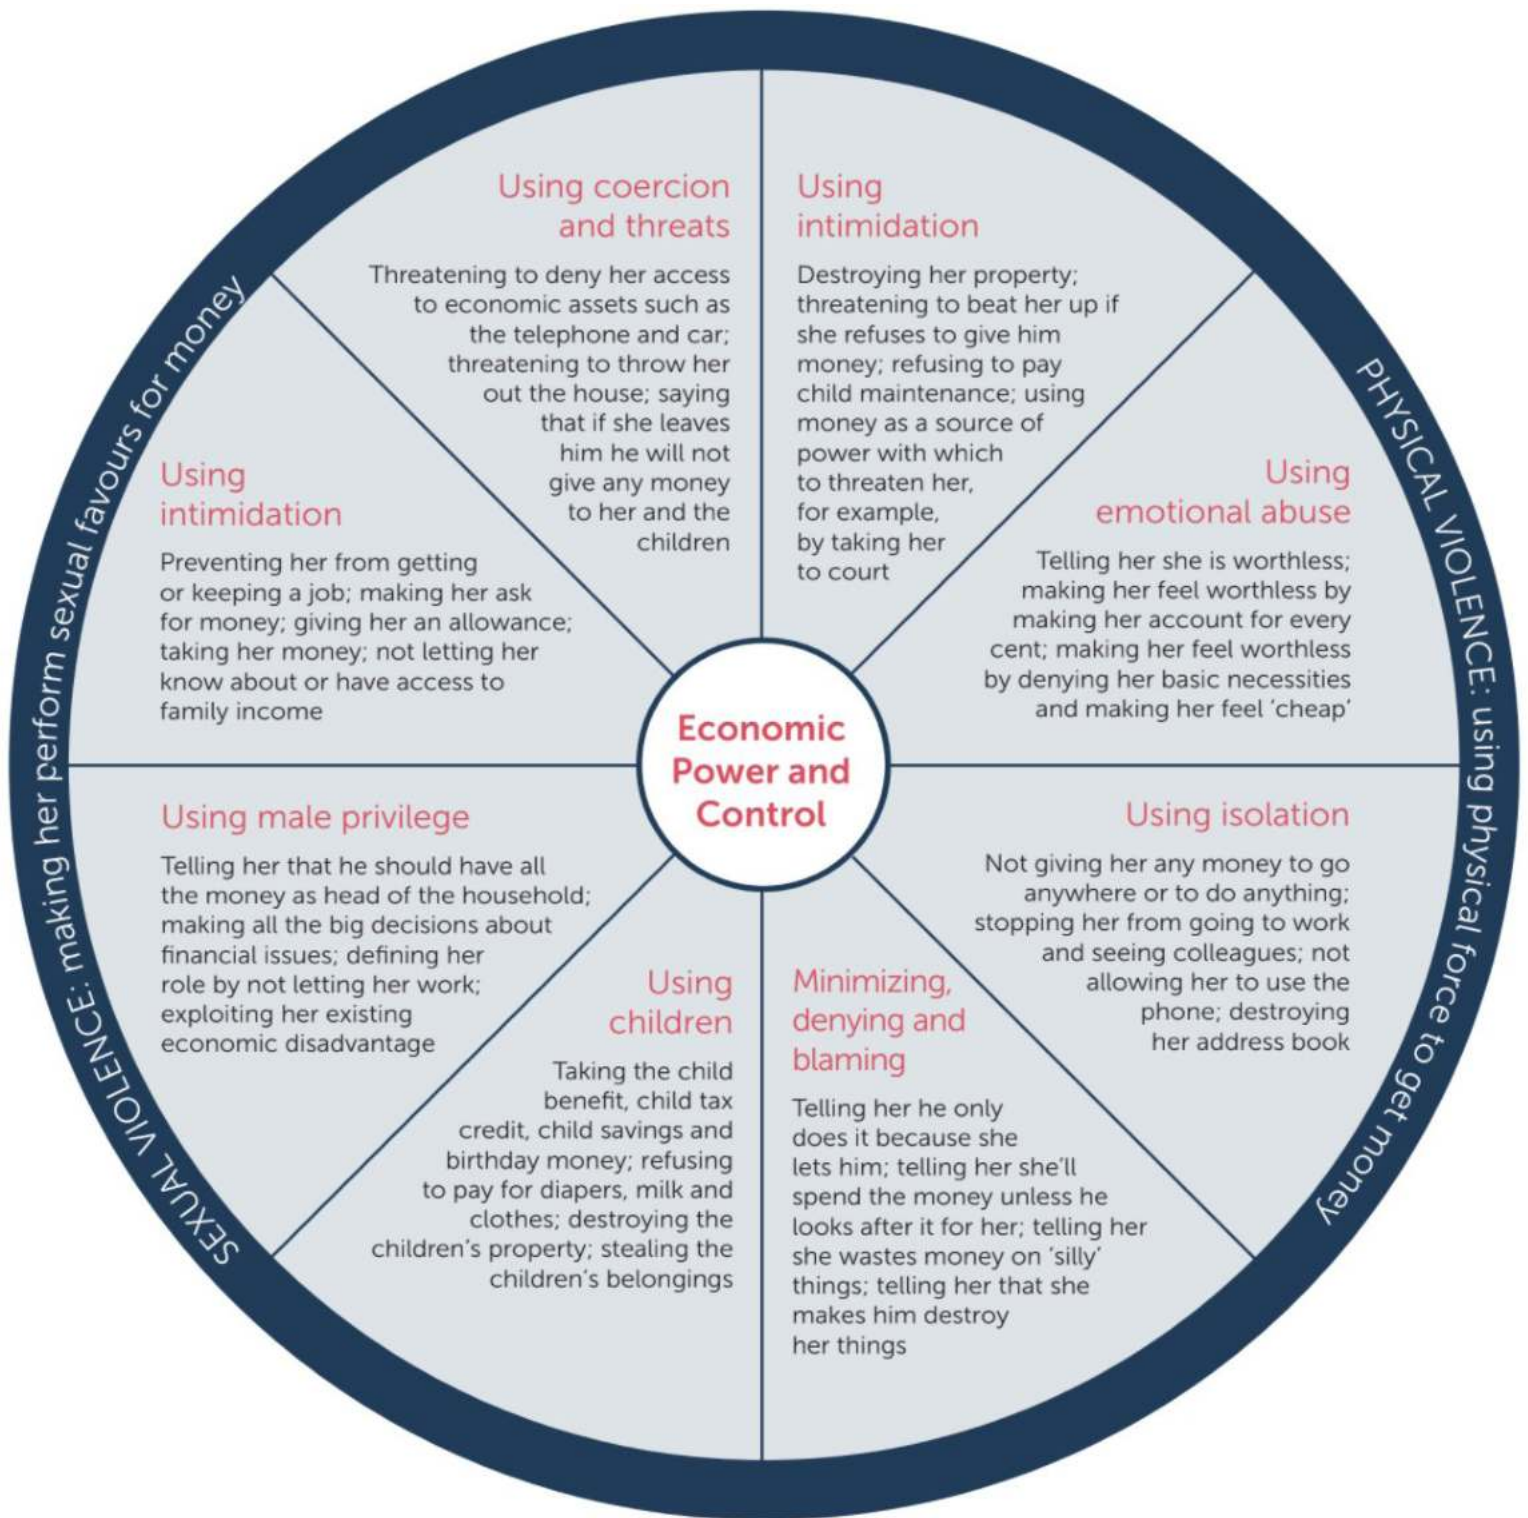 Using coercion
and threats
Threatening to deny her access
to economic assets such as
the telephone and car;
threatening to throw her
out the house; saying
that if she leaves
him he will not
give any money
to her and the
children
Using
intimidation
Destroying her property;
threatening to beat her up if
she refuses to give him
money; refusing to pay
child maintenance; using
money as a source of
power with which
to threaten her,
for example,
by taking her
to court
Using
emotional abuse
Telling her she is worthless;
making her feel worthless by
making her account for every
cent; making her feel worthless
by denying her basic necessities
and making her feel ‘cheap’
Using isolation
Not giving her any money to go
anywhere or to do anything;
stopping her from going to work
and seeing colleagues; not
allowing her to use the
phone; destroying
her address book
Minimizing,
denying and
blaming
Telling her he only
does it because she
lets him; telling her she’ll
spend the money unless he
looks after it for her; telling her
she wastes money on ‘silly’
things; telling her that she
makes him destroy
her things
Using
children
Taking the child
benefit, child tax
credit, child savings and
birthday money; refusing
to pay for diapers, milk and
clothes; destroying the
children’s property; stealing the
children’s belongings
Using male privilege
Telling her that he should have all
the money as head of the household;
making all the big decisions about
financial issues; defining her
role by not letting her work;
exploiting her existing
economic disadvantage
Using
intimidation
Preventing her from getting
or keeping a job; making her ask
for money; giving her an allowance;
taking her money; not letting her
know about or have access to
family income
Economic
Power and
Control
PHYSICAL VIOLENCE: using physical force to get money
SEXUAL VIOLENCE: making her perform sexual favours for money